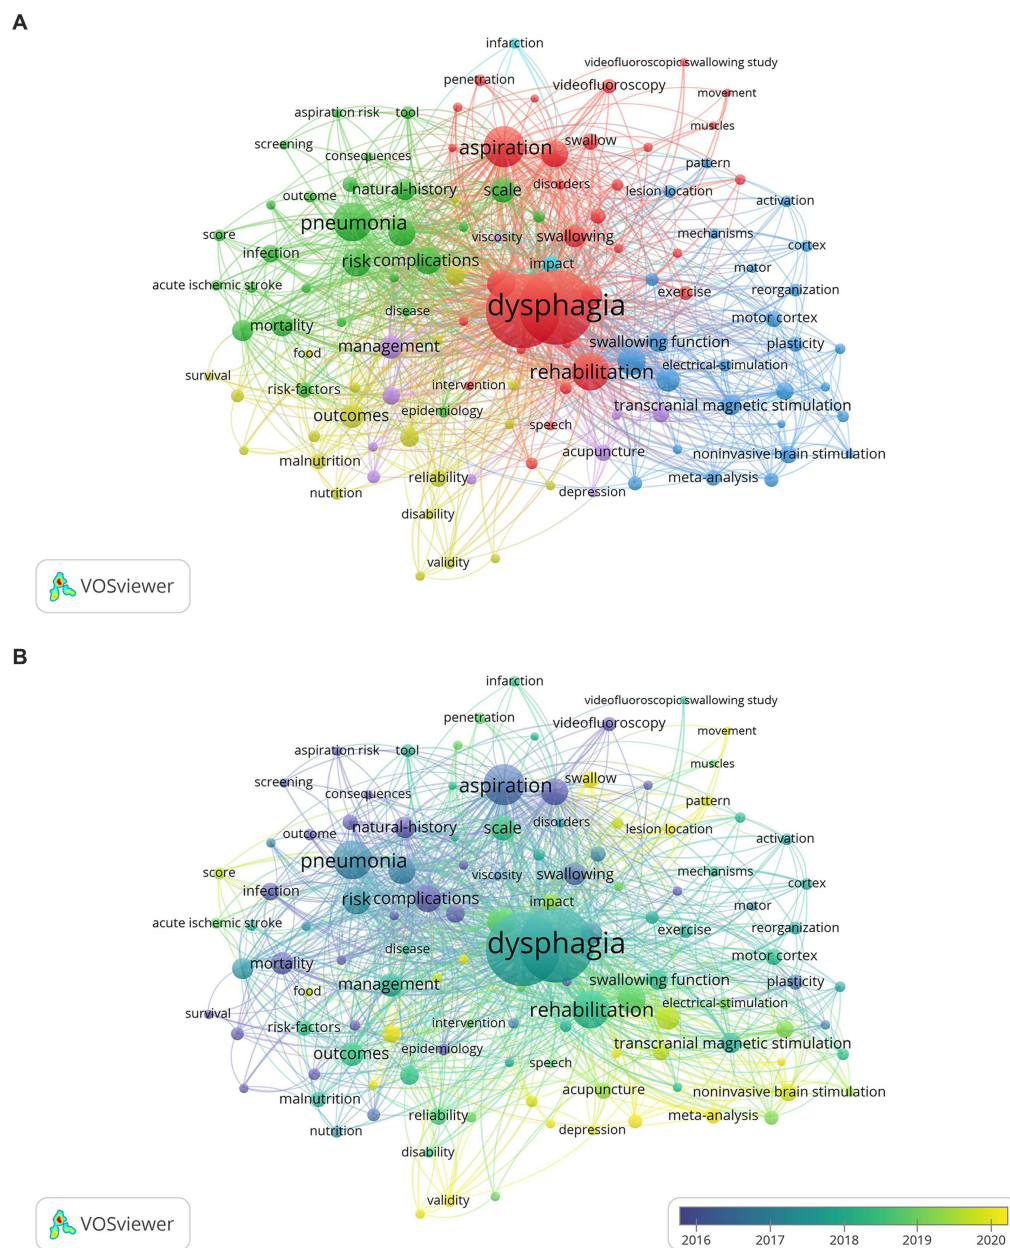 A
infarction
videofluoroscopic swallowing study
penetration
videofluoroscopy
movement
aspiration risk
tool
muscles
screening
aspiration
swallow
consequences
pattern
outcome
natural-history
scale
disorders
lesion location
activation
pneumonia
score
viscosity
swallowing
mechanisms
cortex
infection
risk
complications
impact
motor
acute ischemic stroke
exercise
reorganization
dysphagia
disease
mortality
motor cortex
management
swallowing function
plasticity
food
survival
rehabilitation
electrical-stimulation
risk-factors
intervention
outcomes
epidemiology
transcranial magnetic stimulation
speech
malnutrition
acupuncture
noninvasive brain stimulation
reliability
meta-analysis
nutrition
depression
disability
validity
VOSviewer
B
infarction
videofluoroscopic swallowing study
penetration
videofluoroscopy
movement
aspiration risk
tool
muscles
screening
aspiration
swallow
consequences
pattern
outcome
natural-history
scale
disorders
lesion location
activation
pneumonia
score
viscosity
swallowing
mechanisms
cortex
infection
risk
complications
impact
motor
acute ischemic stroke
exercise
reorganization
dysphagia
disease
mortality
motor cortex
management
swallowing function
plasticity
food
survival
rehabilitation
electrical-stimulation
risk-factors
intervention
outcomes
epidemiology
transcranial magnetic stimulation
speech
malnutrition
acupuncture
noninvasive brain stimulation
reliability
meta-analysis
nutrition
depression
disability
validity
VOSviewer
2016 2017 2018 2019 2020